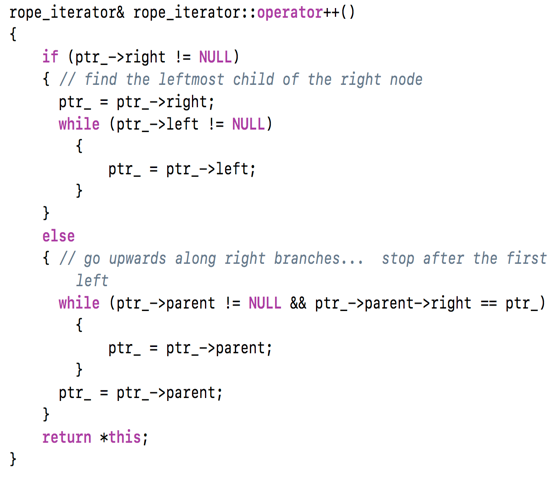 rope_iterator& rope_iterator::operator++()
{
    if (ptr_->right != NULL)
    { // find the leftmost child of the right node
      ptr_ = ptr_->right;
      while (ptr_->left != NULL)
        {
            ptr_ = ptr_->left;
        }
    }
    else
    { // go upwards along right branches...  stop after the first
        left
      while (ptr_->parent != NULL && ptr_->parent->right == ptr_)
        {
            ptr_ = ptr_->parent;
        }
      ptr_ = ptr_->parent;
    }
    return *this;
}